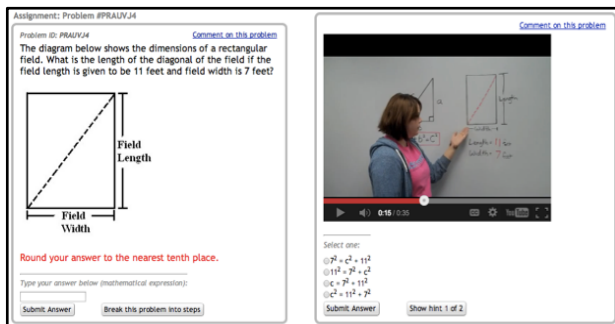 Assignment: Problem #PRAUVJ4
Problem ID: PRAUVJ4
Comment on this problem
The diagram below shows the dimensions of a rectangular
field. What is the length of the diagonal of the field if the
field length is given to be 11 feet and field width is 7 feet?
Field
Length
Field
Width
Round your answer to the nearest tenth place.
Type your answer below (mathematical expression):
Submit Answer
Break this problem into steps
Comment on this problem
a
Length
Width
Length = 11
Width = 7
0:15 / 0:35
YouTube
Select one:
7² = c² + 11²
11² = 7² + c²
c = 7² + 11²
c² = 11² + 7²
Submit Answer
Show hint 1 of 2